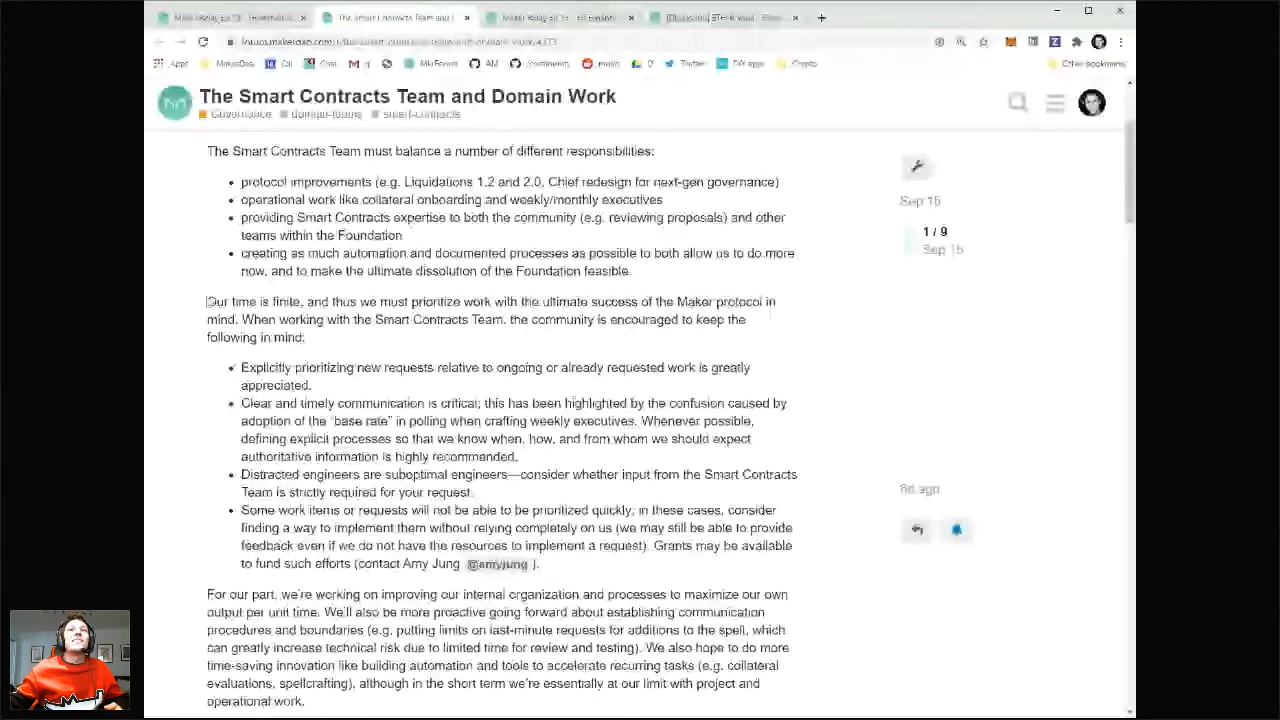 The Smart Contracts Team and
The Smart Contracts Team and Domain Work
Governance domain-teams smart-contracts
The Smart Contracts Team must balance a number of different responsibilities:
protocol improvements (e.g. Liquidations 1.2 and 2.0, Chief redesign for next-gen governance)
operational work like collateral onboarding and weekly/monthly executives
providing Smart Contracts expertise to both the community (e.g. reviewing proposals) and other
teams within the Foundation
creating as much automation and documented processes as possible to both allow us to do more
now, and to make the ultimate dissolution of the Foundation feasible.
Sep 15
1 / 9
Sep 15
Our time is finite, and thus we must prioritize work with the ultimate success of the Maker protocol in
mind. When working with the Smart Contracts Team, the community is encouraged to keep the
following in mind:
Explicitly prioritizing new requests relative to ongoing or already requested work is greatly
appreciated.
Clear and timely communication is critical; this has been highlighted by the confusion caused by
adoption of the “base rate” in polling when crafting weekly executives. Whenever possible,
defining explicit processes so that we know when, how, and from whom we should expect
authoritative information is highly recommended.
Distracted engineers are suboptimal engineers—consider whether input from the Smart Contracts
Team is strictly required for your request.
Some work items or requests will not be able to be prioritized quickly; in these cases, consider
finding a way to implement them without relying completely on us (we may still be able to provide
feedback even if we do not have the resources to implement a request). Grants may be available
to fund such efforts (contact Amy Jung @amyjung ).
ago
For our part, we're working on improving our internal organization and processes to maximize our own
output per unit time. We'll also be more proactive going forward about establishing communication
procedures and boundaries (e.g. putting limits on last-minute requests for additions to the spell, which
can greatly increase technical risk due to limited time for review and testing). We also hope to do more
time-saving innovation like building automation and tools to accelerate recurring tasks (e.g. collateral
evaluations, spellcrafting), although in the short term we're essentially at our limit with project and
operational work.